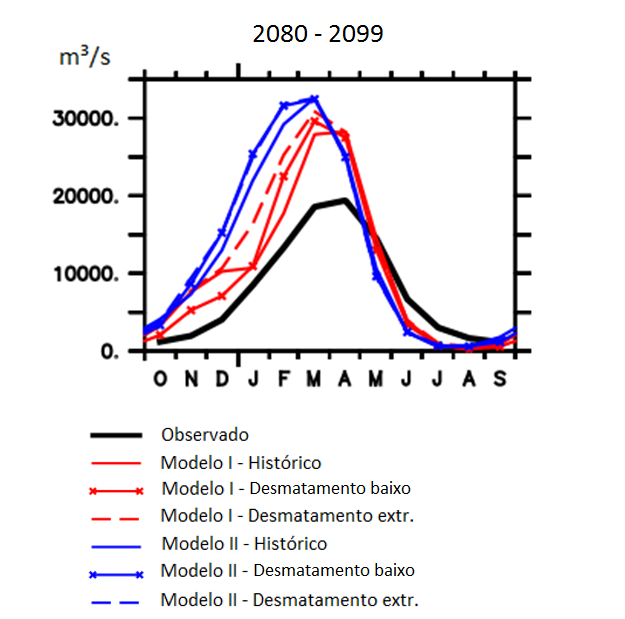 2080 - 2099
m³/s
30000.
20000.
10000.
0.
O N D J F M A M J J A S
Observado
Modelo I - Histórico
Modelo I - Desmatamento baixo
Modelo I - Desmatamento extr.
Modelo II - Histórico
Modelo II - Desmatamento baixo
Modelo II - Desmatamento extr.